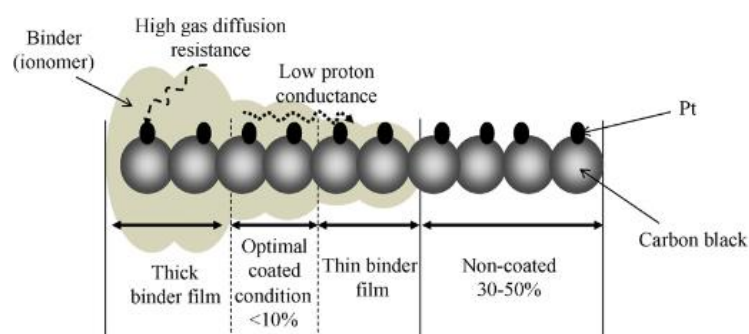 High gas diffusion
resistance
Binder
(ionomer)
Low proton
conductance
Pt
Carbon black
Thick
binder film
Optimal
coated
condition
<10%
Thin binder
film
Non-coated
30-50%